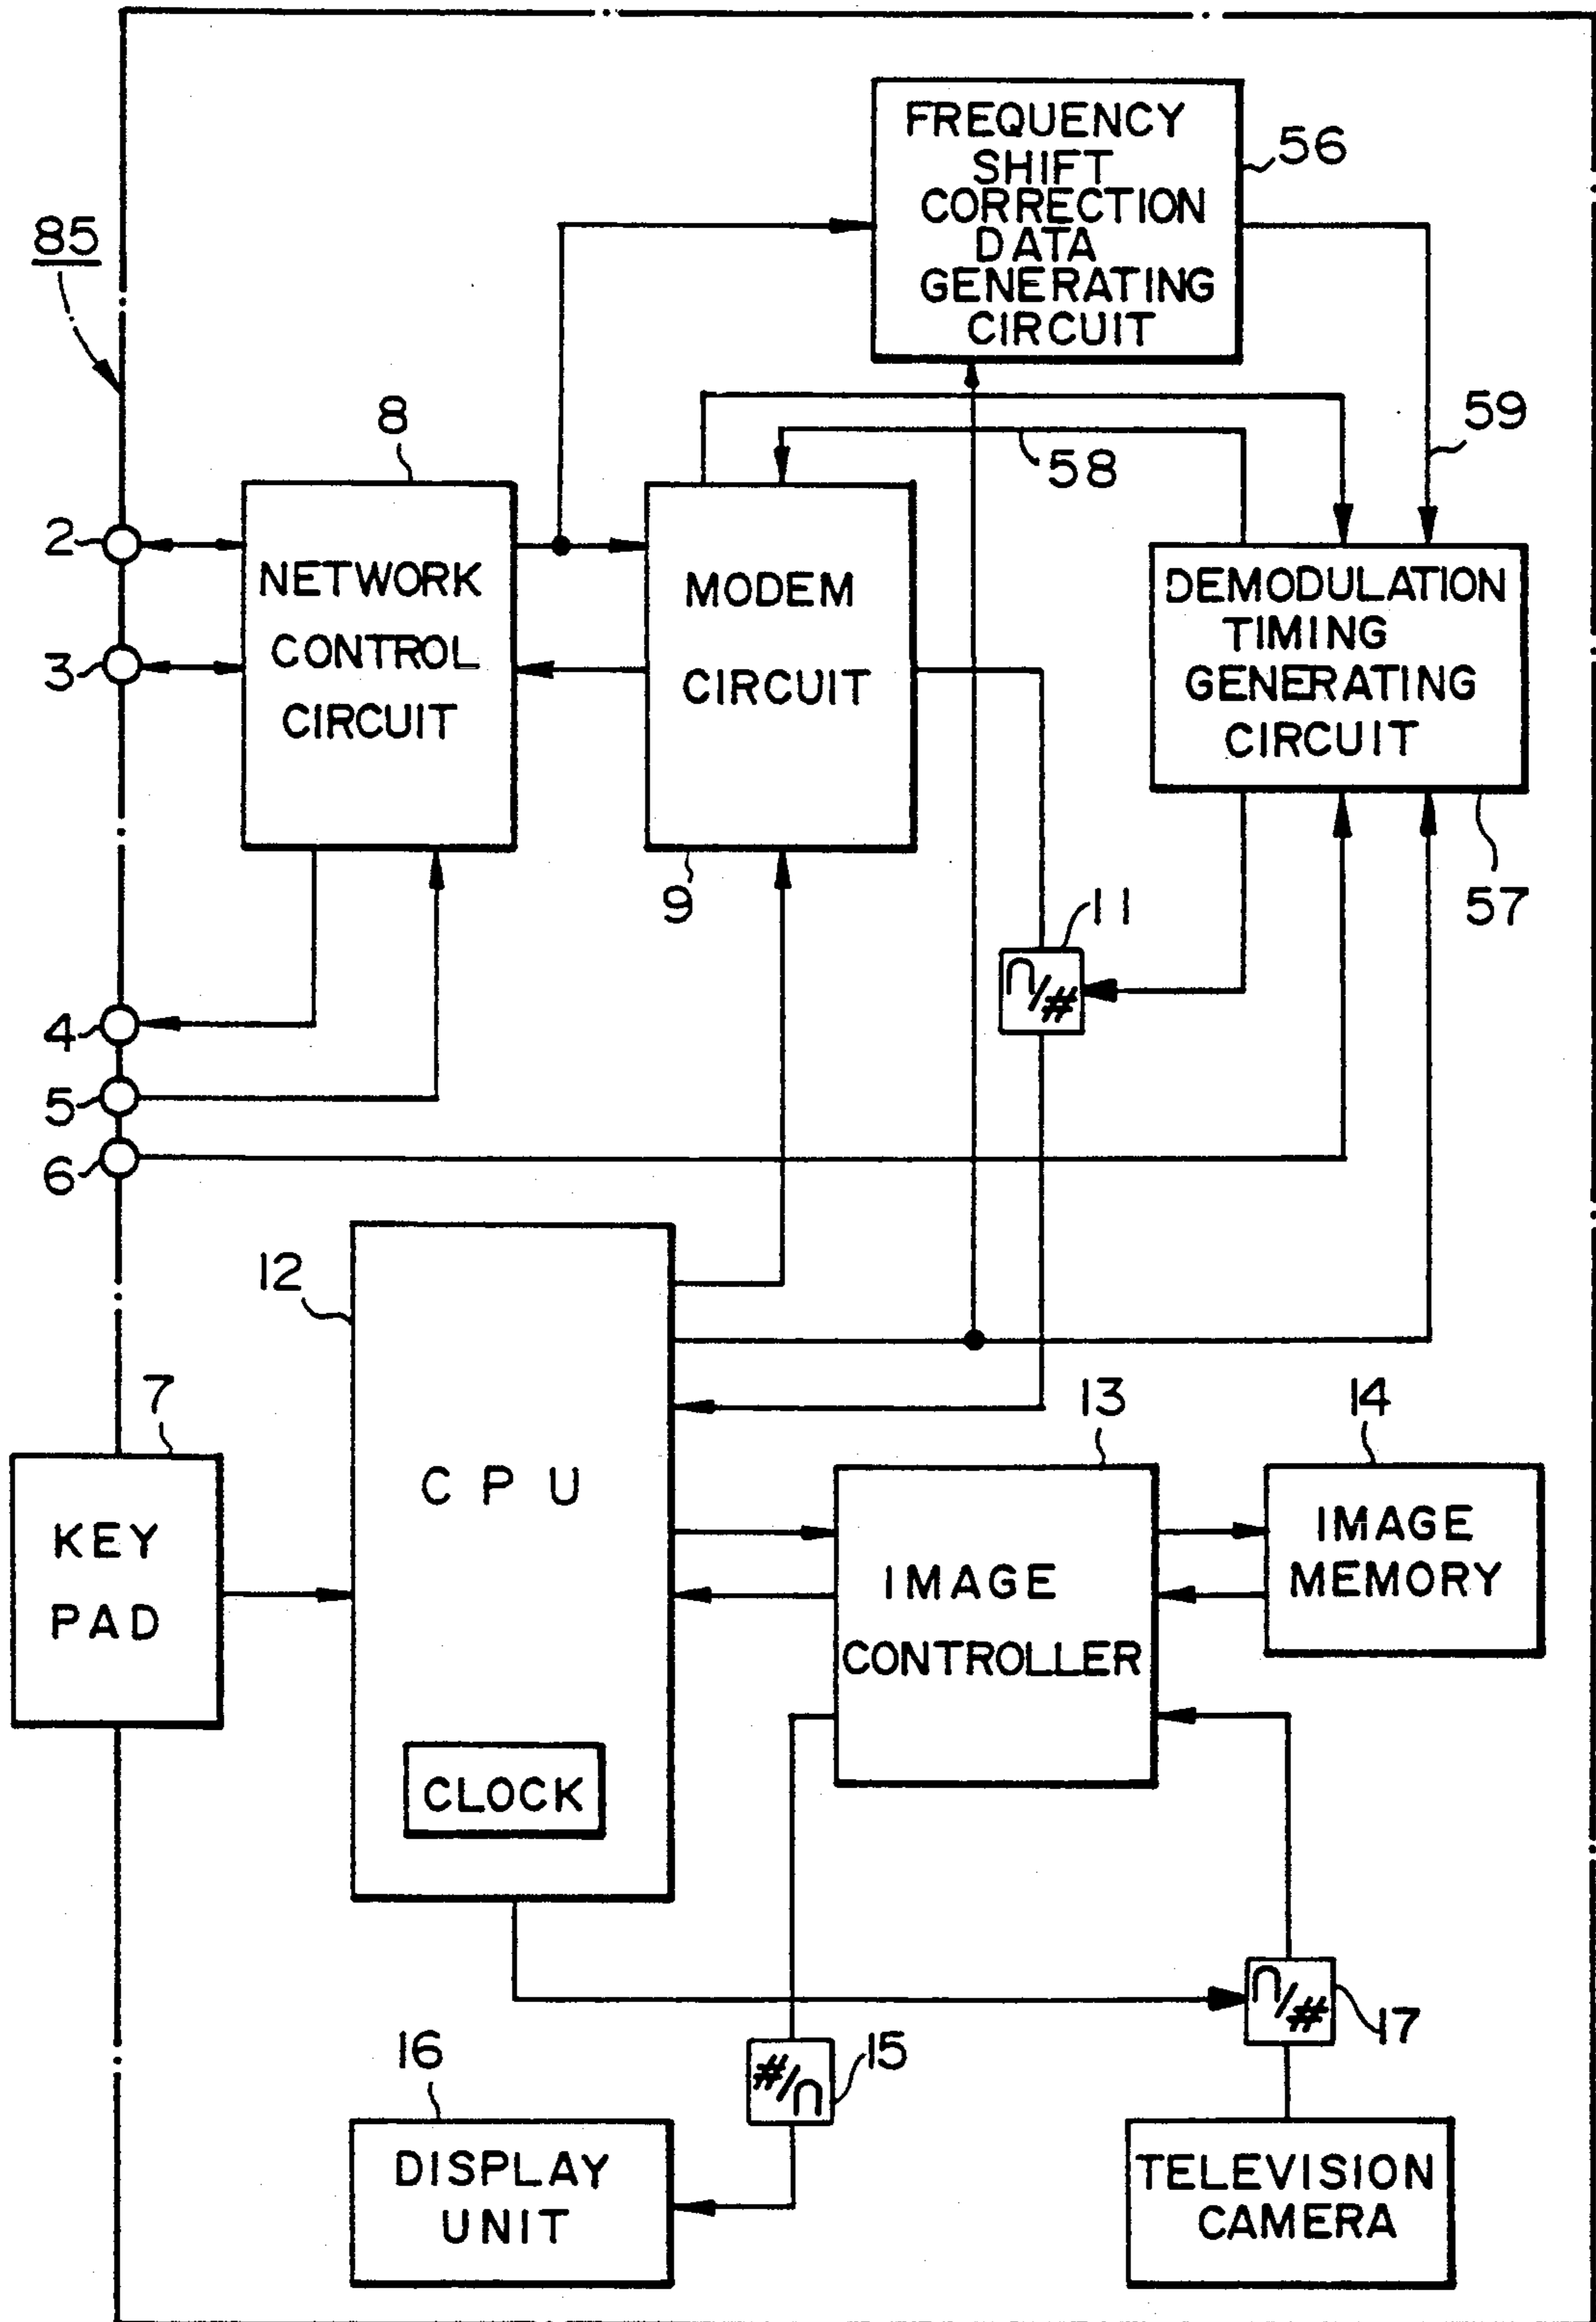 FREQUENCY
SHIFT
CORRECTION
DATA
GENERATING
CIRCUIT
56
85
59
8
58
2
NETWORK
CONTROL
CIRCUIT
MODEM
CIRCUIT
DEMODULATION
TIMING
GENERATING
CIRCUIT
3
9
57
11
∩/#
4
5
6
12
7
13
14
CPU
KEY
PAD
IMAGE
CONTROLLER
IMAGE
MEMORY
CLOCK
∩/#
17
16
#/∩
15
DISPLAY
UNIT
TELEVISION
CAMERA